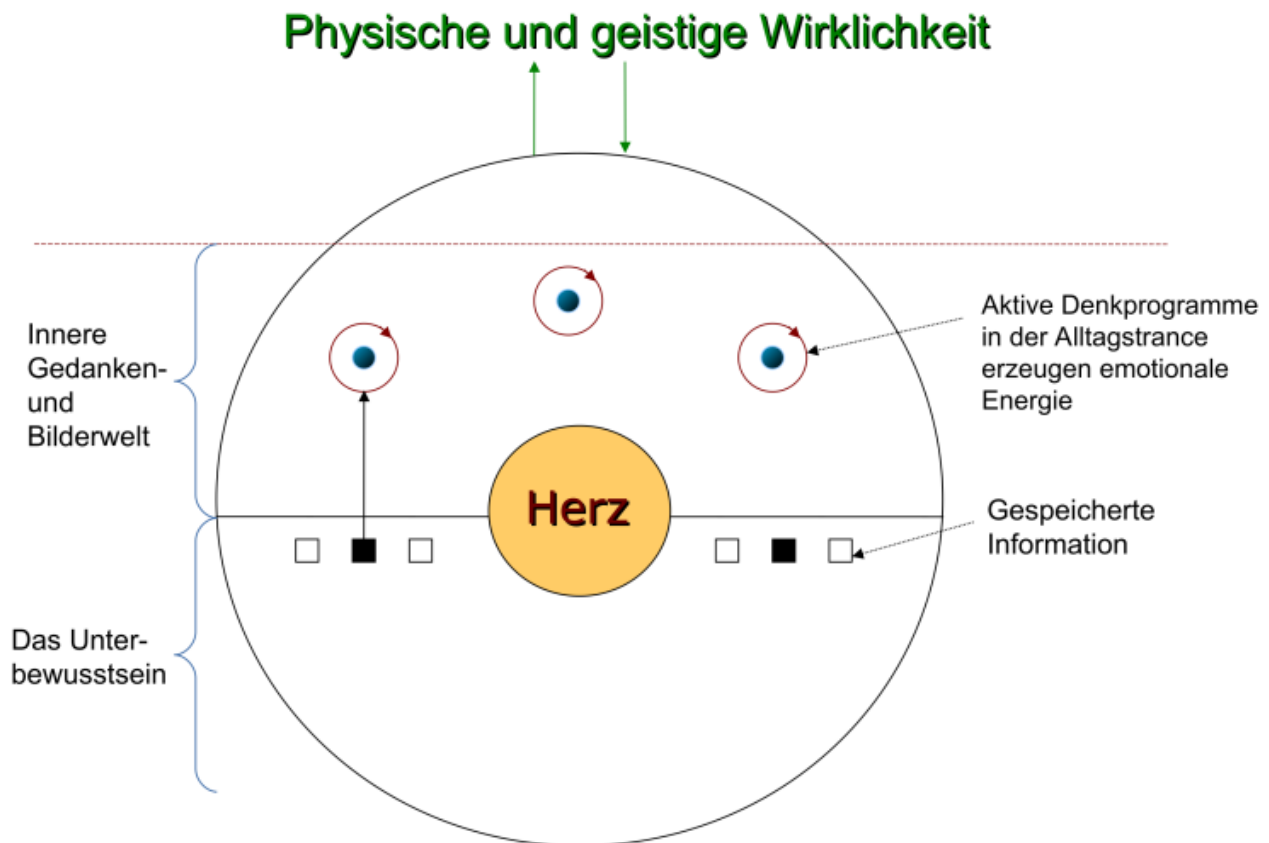 Physische und geistige Wirklichkeit
Innere
Gedanken-
und
Bilderwelt
Aktive Denkprogramme
in der Alltagstrance
erzeugen emotionale
Energie
Herz
Gespeicherte
Information
Das Unter-
bewusstsein